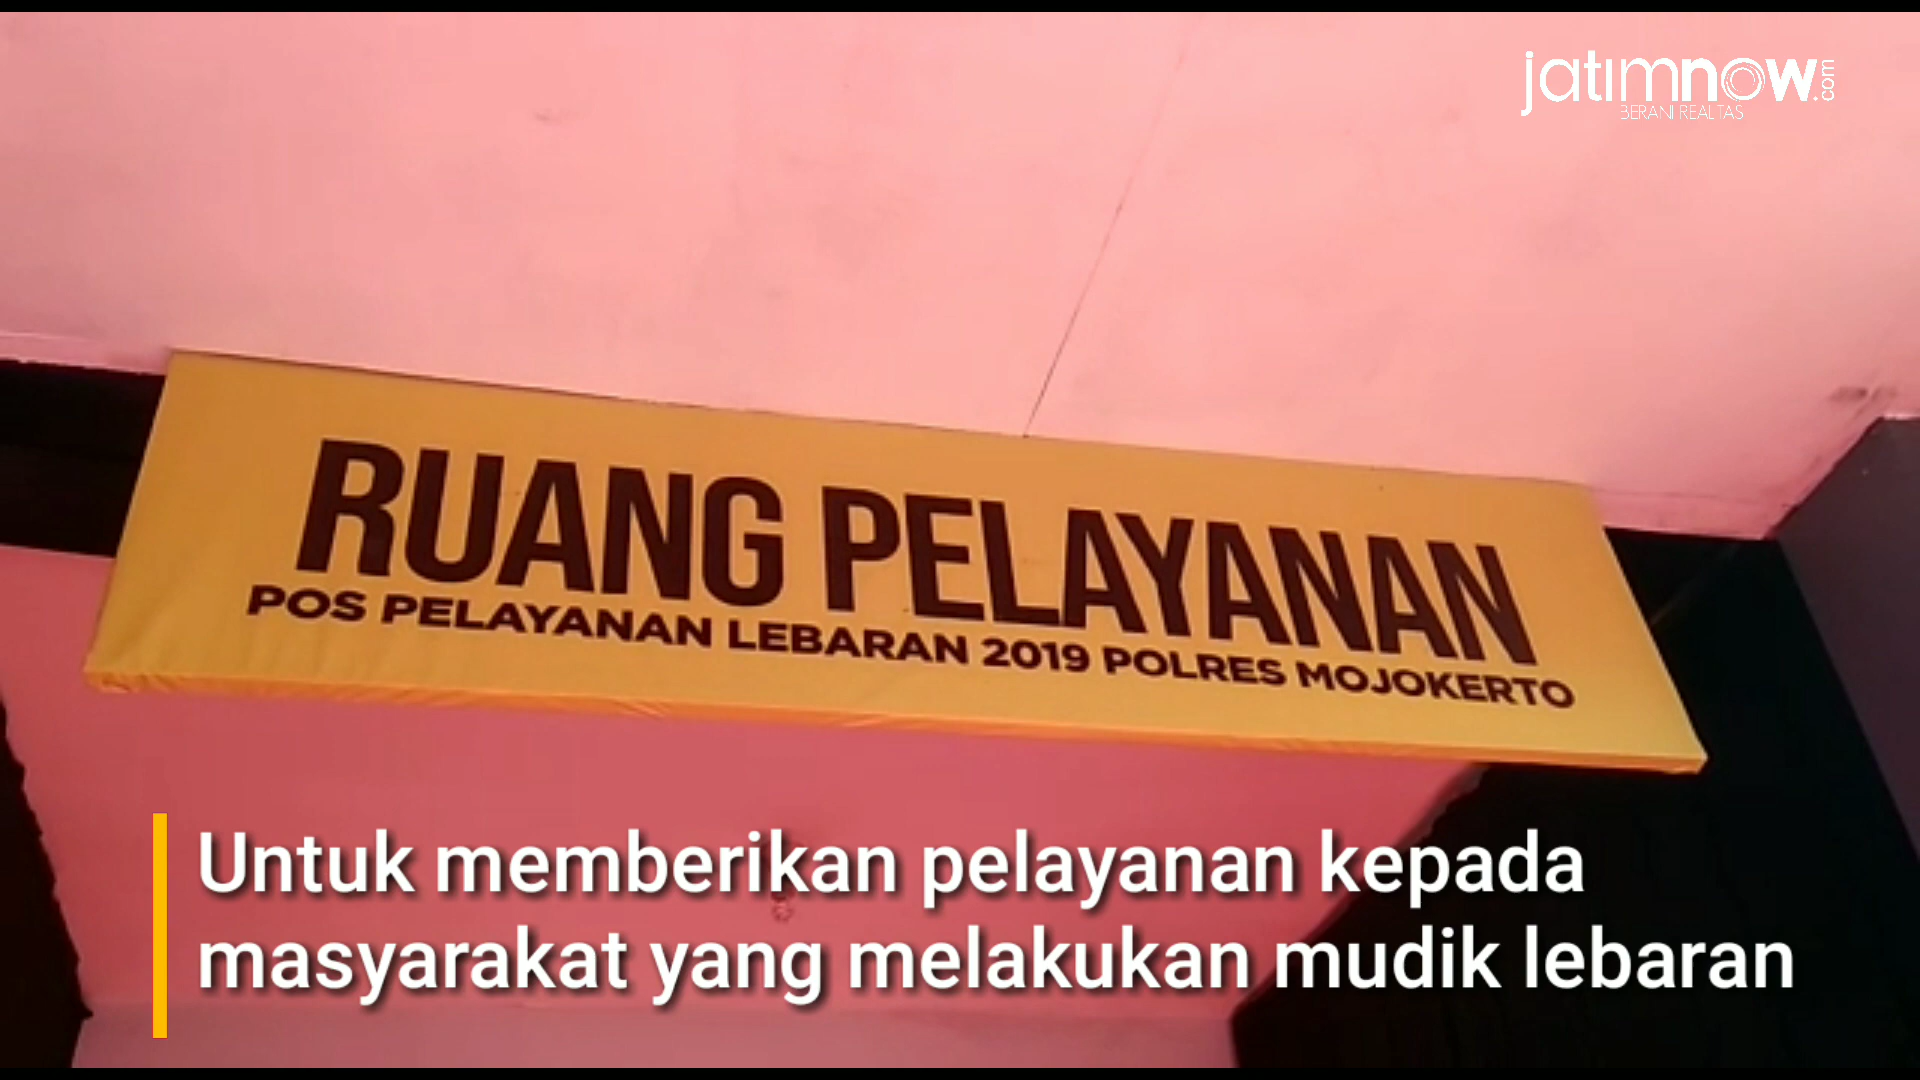 jatimnow.com
BERANI REALTAS
RUANG PELAYANAN
POS PELAYANAN LEBARAN 2019 POLRES MOJOKERTO
Untuk memberikan pelayanan kepada
masyarakat yang melakukan mudik lebaran